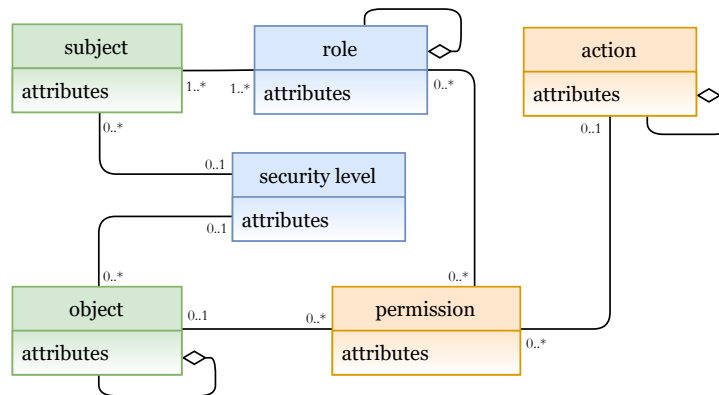 subject
attributes
role
attributes
action
attributes
1..*
1..*
0..*
0..*
0..1
0..1
security level
attributes
0..1
0..*
0..*
object
attributes
0..1
0..*
permission
attributes
0..*